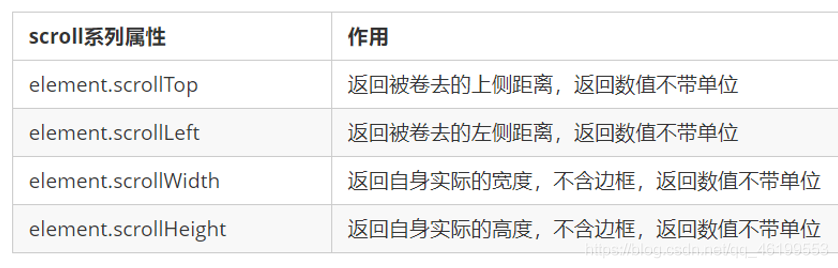 scroll系列属性 作用
element.scrollTop 返回被卷去的上侧距离，返回数值不带单位
element.scrollLeft 返回被卷去的左侧距离，返回数值不带单位
element.scrollWidth 返回自身实际的宽度，不含边框，返回数值不带单位
element.scrollHeight 返回自身实际的高度，不含边框，返回数值不带单位
https://blog.csdn.net/qq_46199553